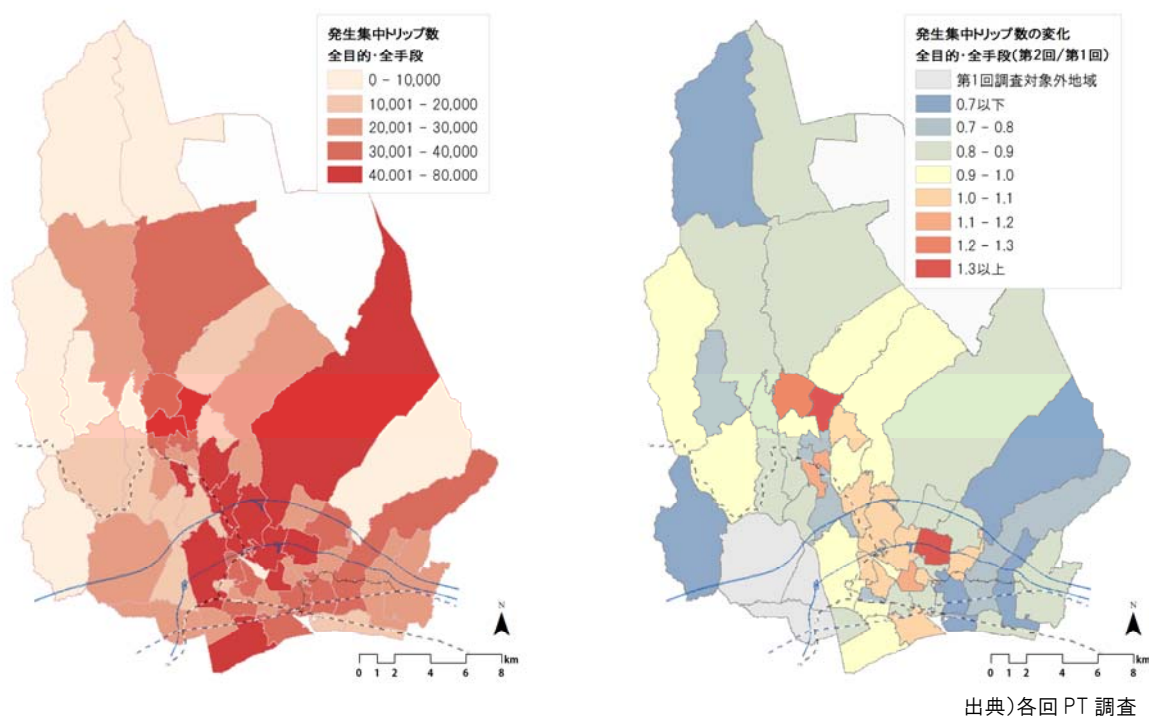 発生集中トリップ数
全目的・全手段
0 - 10,000
10,001 - 20,000
20,001 - 30,000
30,001 - 40,000
40,001 - 80,000
N
km
0 1 2 4 6 8
発生集中トリップ数の変化
全目的・全手段(第2回/第1回)
第1回調査対象外地域
0.7以下
0.7 - 0.8
0.8 - 0.9
0.9 - 1.0
1.0 - 1.1
1.1 - 1.2
1.2 - 1.3
1.3以上
N
km
0 1 2 4 6 8
出典)各回 PT 調査